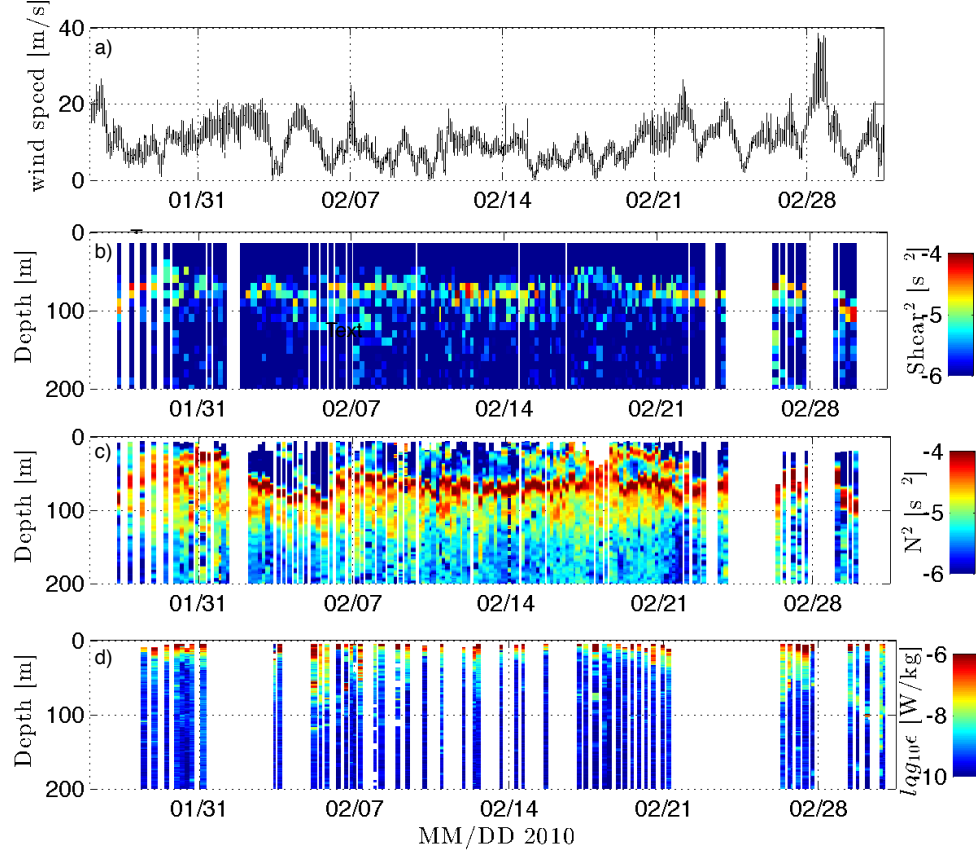 wind speed [m/s]
a)
40
20
0
01/31 02/07 02/14 02/21 02/28
Depth [m]
b)
0
100
200
Text
01/31 02/07 02/14 02/21 02/28
Shear² [s ²]
-4
-5
-6
Depth [m]
c)
0
100
200
01/31 02/07 02/14 02/21 02/28
N² [s ²]
-4
-5
-6
Depth [m]
d)
0
100
200
01/31 02/07 02/14 02/21 02/28
log₁₀ϵ [W/kg]
-6
-8
10
MM/DD 2010